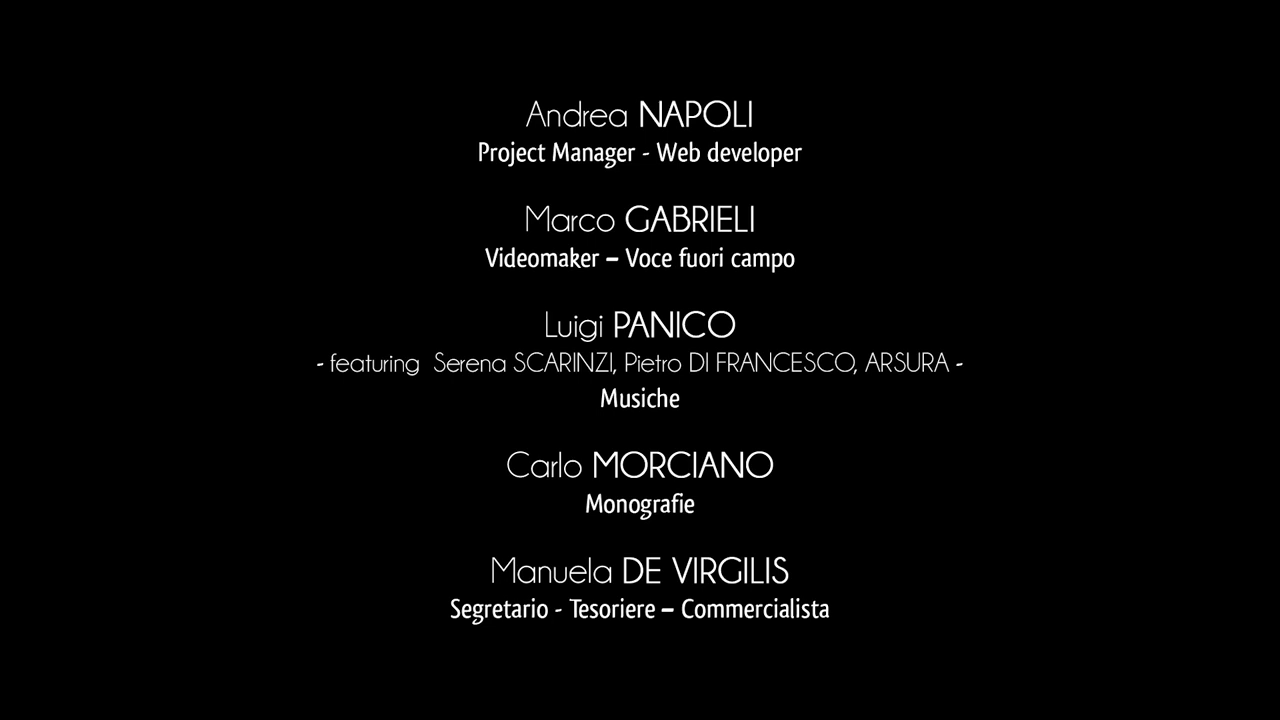 Andrea NAPOLI
Project Manager - Web developer
Marco GABRIELI
Videomaker – Voce fuori campo
Luigi PANICO
- featuring  Serena SCARINZI, Pietro DI FRANCESCO, ARSURA -
Musiche
Carlo MORCIANO
Monografie
Manuela DE VIRGILIS
Segretario - Tesoriere – Commercialista